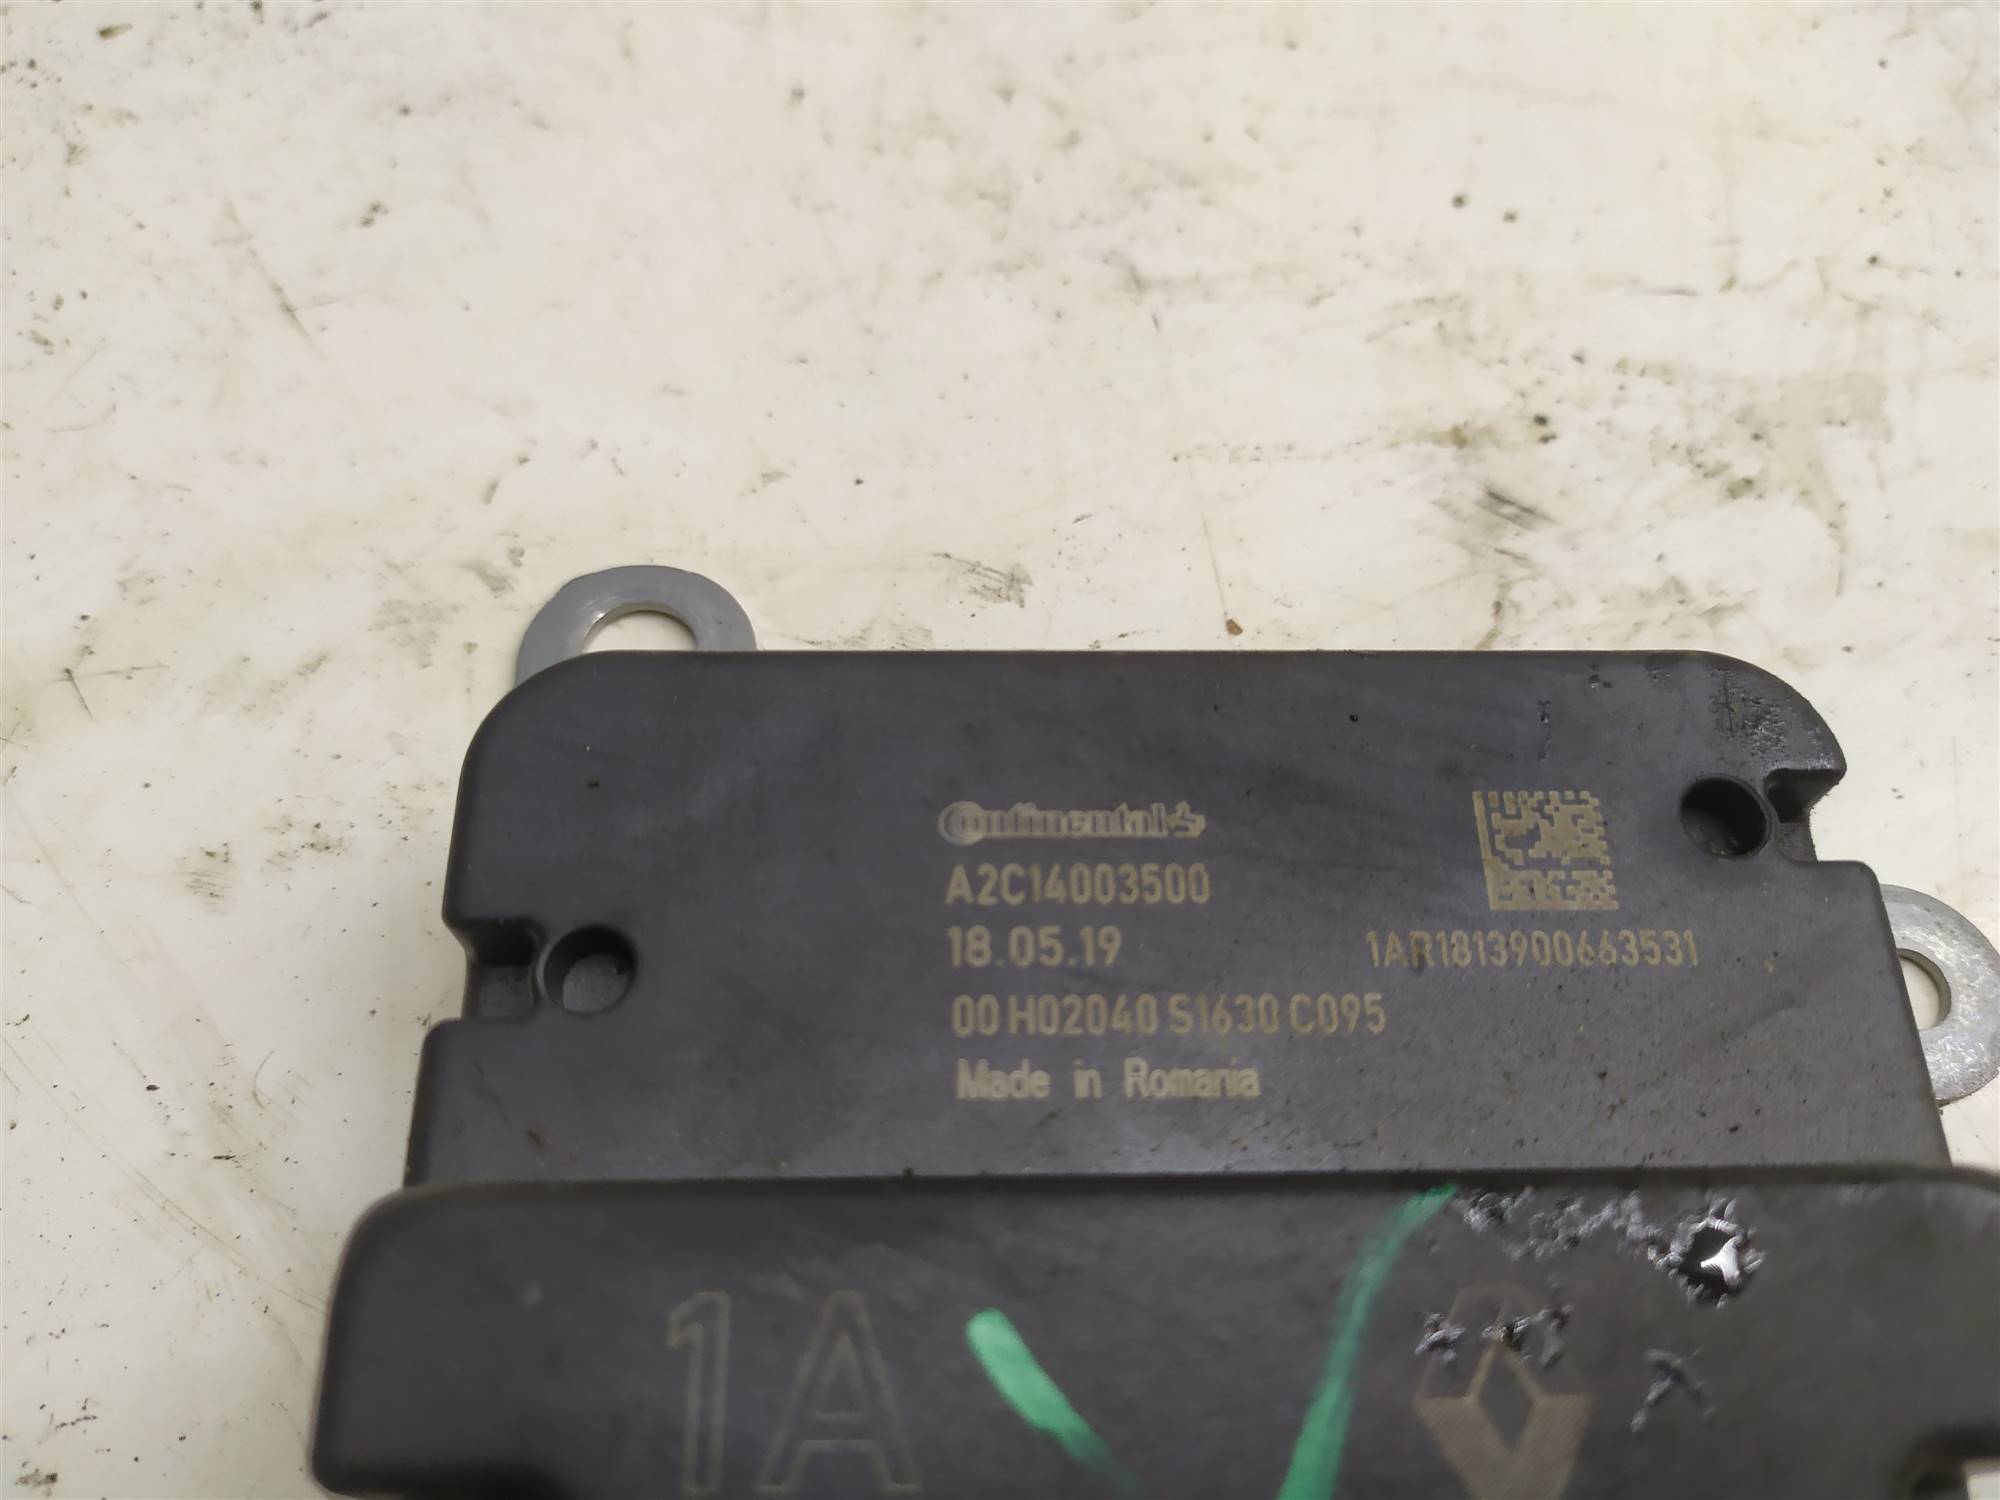 Continental
A2C14003500
18.05.19
1AR1813900663531
00 H02040 S1630 C095
Made in Romania
1A